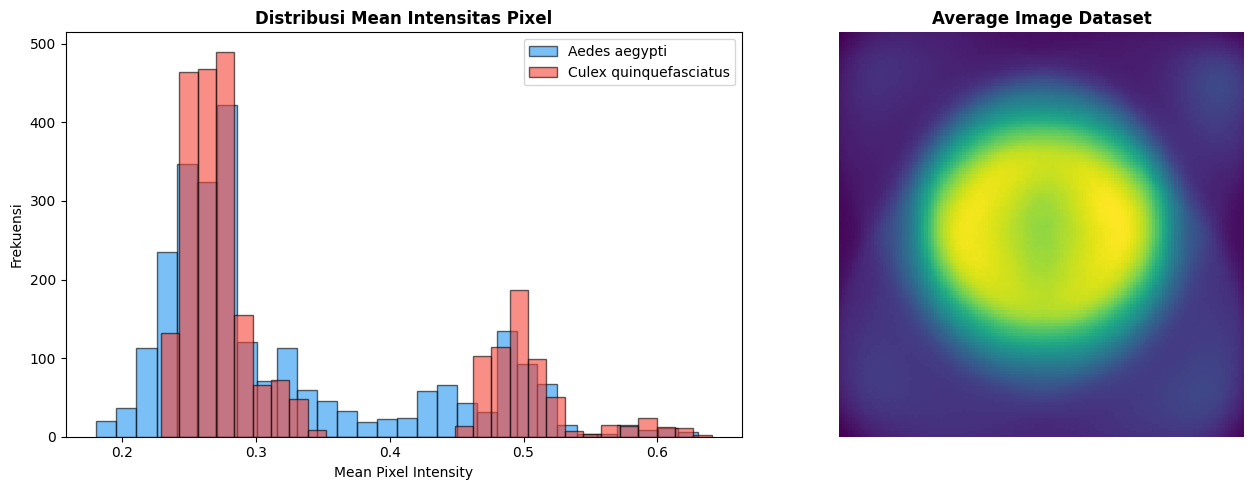 Distribusi Mean Intensitas Pixel
Aedes aegypti
Culex quinquefasciatus
Frekuensi
500
400
300
200
100
0
0.2 0.3 0.4 0.5 0.6
Mean Pixel Intensity
Average Image Dataset